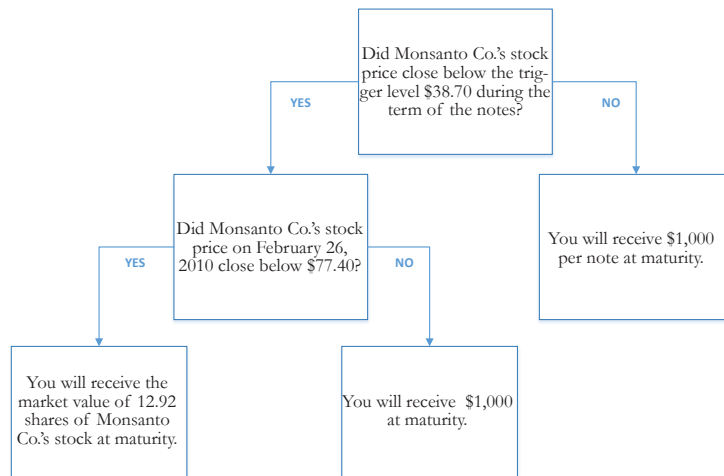 Did Monsanto Co.'s stock
price close below the trig-
ger level $38.70 during the
term of the notes?
YES
NO
Did Monsanto Co.'s stock
price on February 26,
2010 close below $77.40?
You will receive $1,000
per note at maturity.
YES
NO
You will receive the
market value of 12.92
shares of Monsanto
Co.'s stock at maturity.
You will receive $1,000
at maturity.